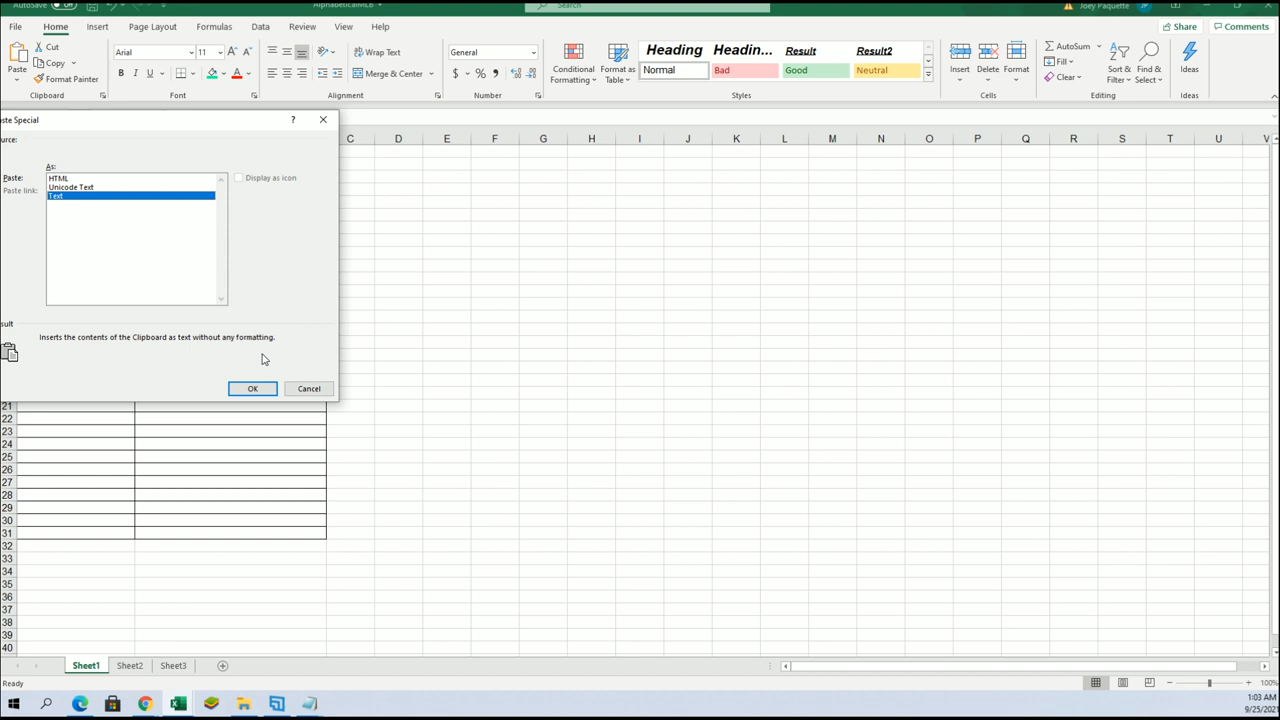 AutoSave Off AlphabeticalMLB Search Joey Paquette JP
File Home Insert Page Layout Formulas Data Review View Help Share Comments
Paste Cut Copy Format Painter
Clipboard
Arial 11 A A B I U A
Font
Wrap Text
Merge & Center
Alignment
General
$ % 9
Number
Conditional Formatting Format as Table
Heading Headin... Result Result2
Normal Bad Good Neutral
Styles
Insert Delete Format
Cells
AutoSum Fill Clear Sort & Filter Find & Select
Editing
Ideas
Ideas
ste Special ? ×
urce:
As:
Paste: HTML
Paste link: Unicode Text
Text
Display as icon
sult
Inserts the contents of the Clipboard as text without any formatting.
OK Cancel
C D E F G H I J K L M N O P Q R S T U V
21
22
23
24
25
26
27
28
29
30
31
32
33
34
35
36
37
38
39
40
Sheet1 Sheet2 Sheet3
Ready 100%
1:03 AM
9/25/2021